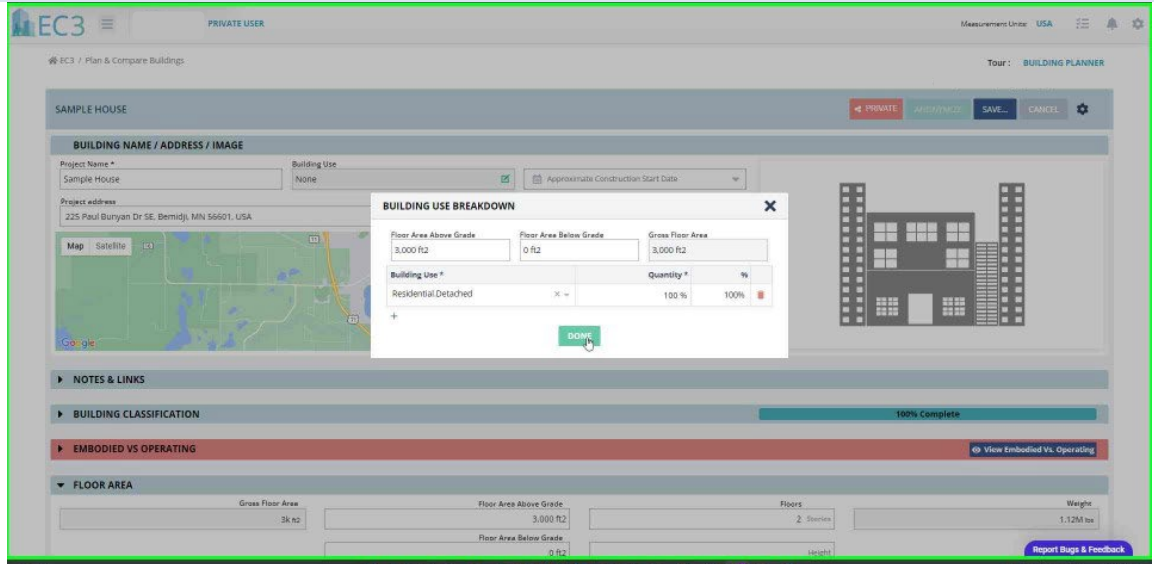 EC3
PRIVATE USER
Measurement Units: USA
EC3 / Plan & Compare Buildings
Tour : BUILDING PLANNER
SAMPLE HOUSE
PRIVATE
SAVE...
CANCEL
BUILDING NAME / ADDRESS / IMAGE
Project Name *
Building Use
Sample House
None
Approximate Construction Start Date
Project address
225 Paul Bunyan Dr SE, Bemidji, MN 56601, USA
Map Satellite
71
Google
BUILDING USE BREAKDOWN
Floor Area Above Grade Floor Area Below Grade Gross Floor Area
3,000 ft2 0 ft2 3,000 ft2
Building Use * Quantity * %
Residential.Detached 100 % 100%
+
DONE
NOTES & LINKS
BUILDING CLASSIFICATION
100% Complete
EMBODIED VS OPERATING
View Embodied Vs. Operating
FLOOR AREA
Gross Floor Area Floor Area Above Grade Floors Weight
3k ft2 3,000 ft2 2 Stories 1.12M lbs
Floor Area Below Grade
0 ft2 Height
Report Bugs & Feedback